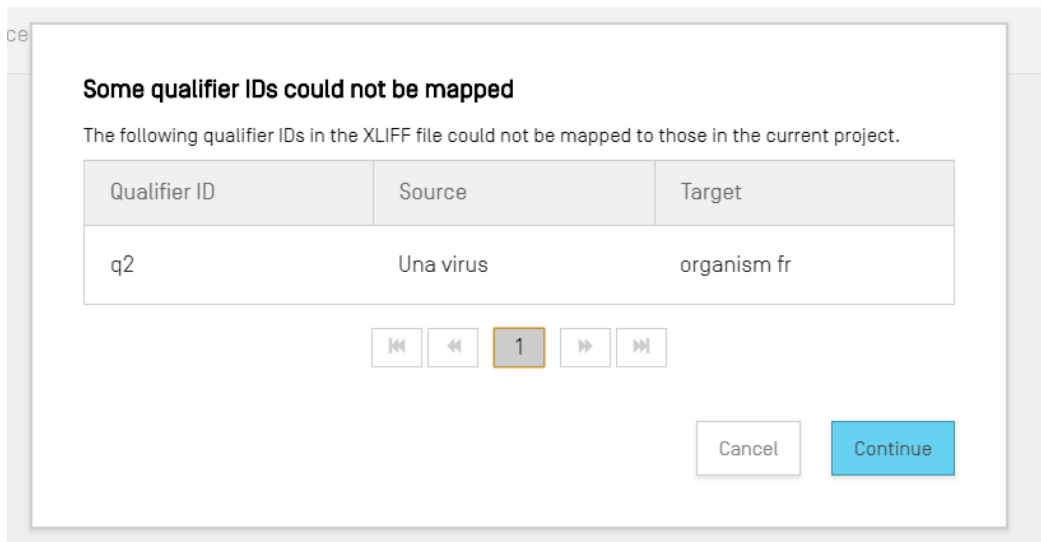 ce
Some qualifier IDs could not be mapped
The following qualifier IDs in the XLIFF file could not be mapped to those in the current project.
Qualifier ID Source Target
q2 Una virus organism fr
1
Cancel Continue